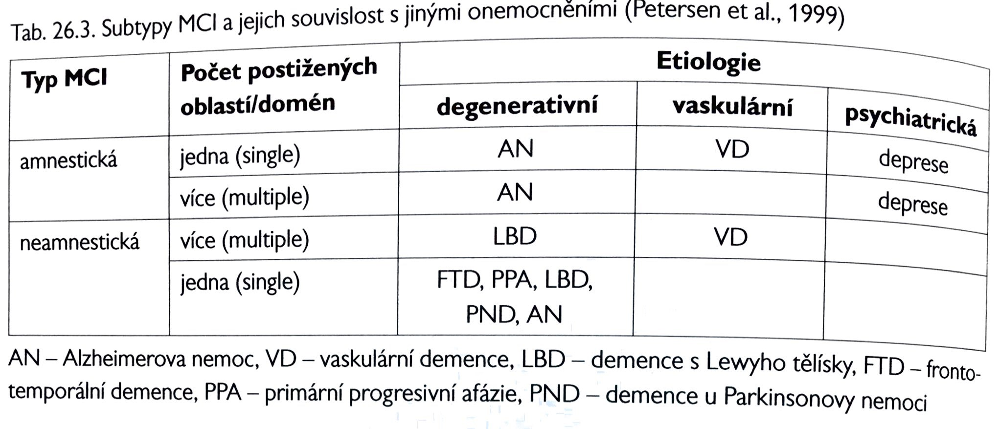 Tab. 26.3. Subtypy MCI a jejich souvislost s jinými onemocněními (Petersen et al., 1999)
Typ MCI
Počet postižených
oblastí/domén
Etiologie
degenerativní
vaskulární
psychiatrická
amnestická
jedna (single)
AN
VD
deprese
více (multiple)
AN
deprese
neamnestická
více (multiple)
LBD
VD
jedna (single)
FTD, PPA, LBD,
PND, AN
AN – Alzheimerova nemoc, VD – vaskulární demence, LBD – demence s Lewyho tělísky, FTD – fronto-
temporální demence, PPA – primární progresivní afázie, PND – demence u Parkinsonovy nemoci